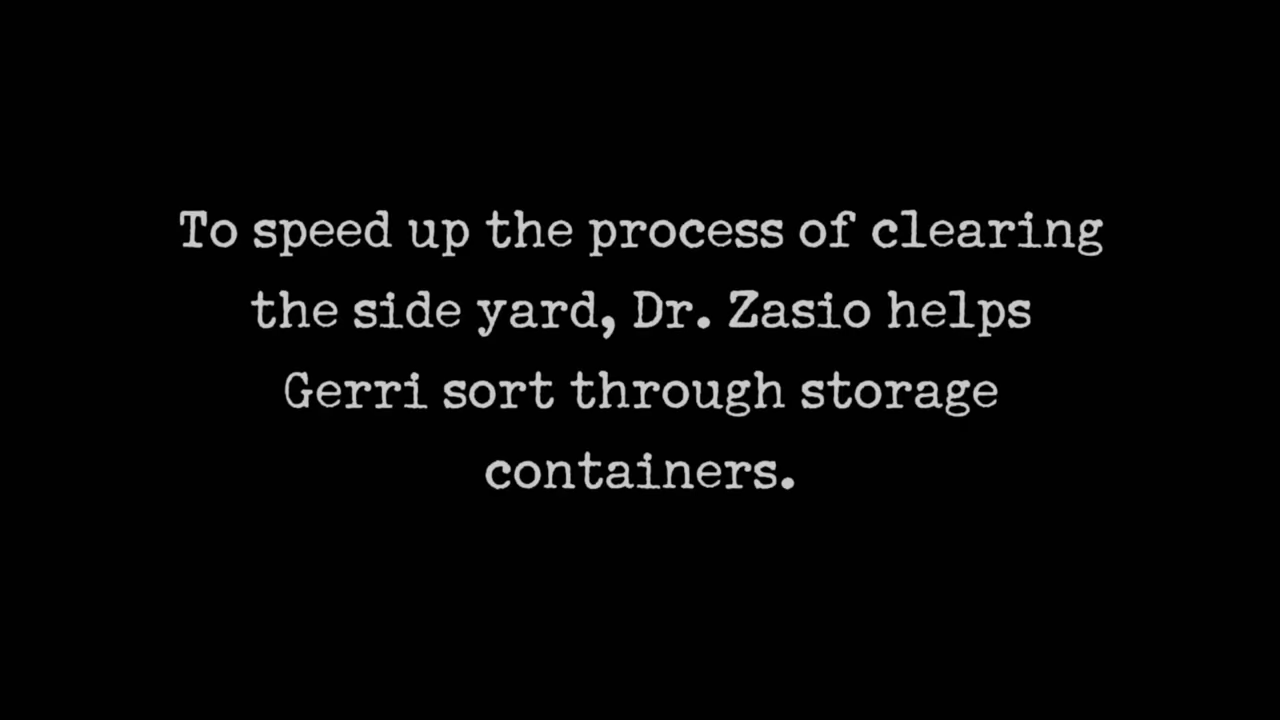 To speed up the process of clearing
the side yard, Dr. Zasio helps
Gerri sort through storage
containers.